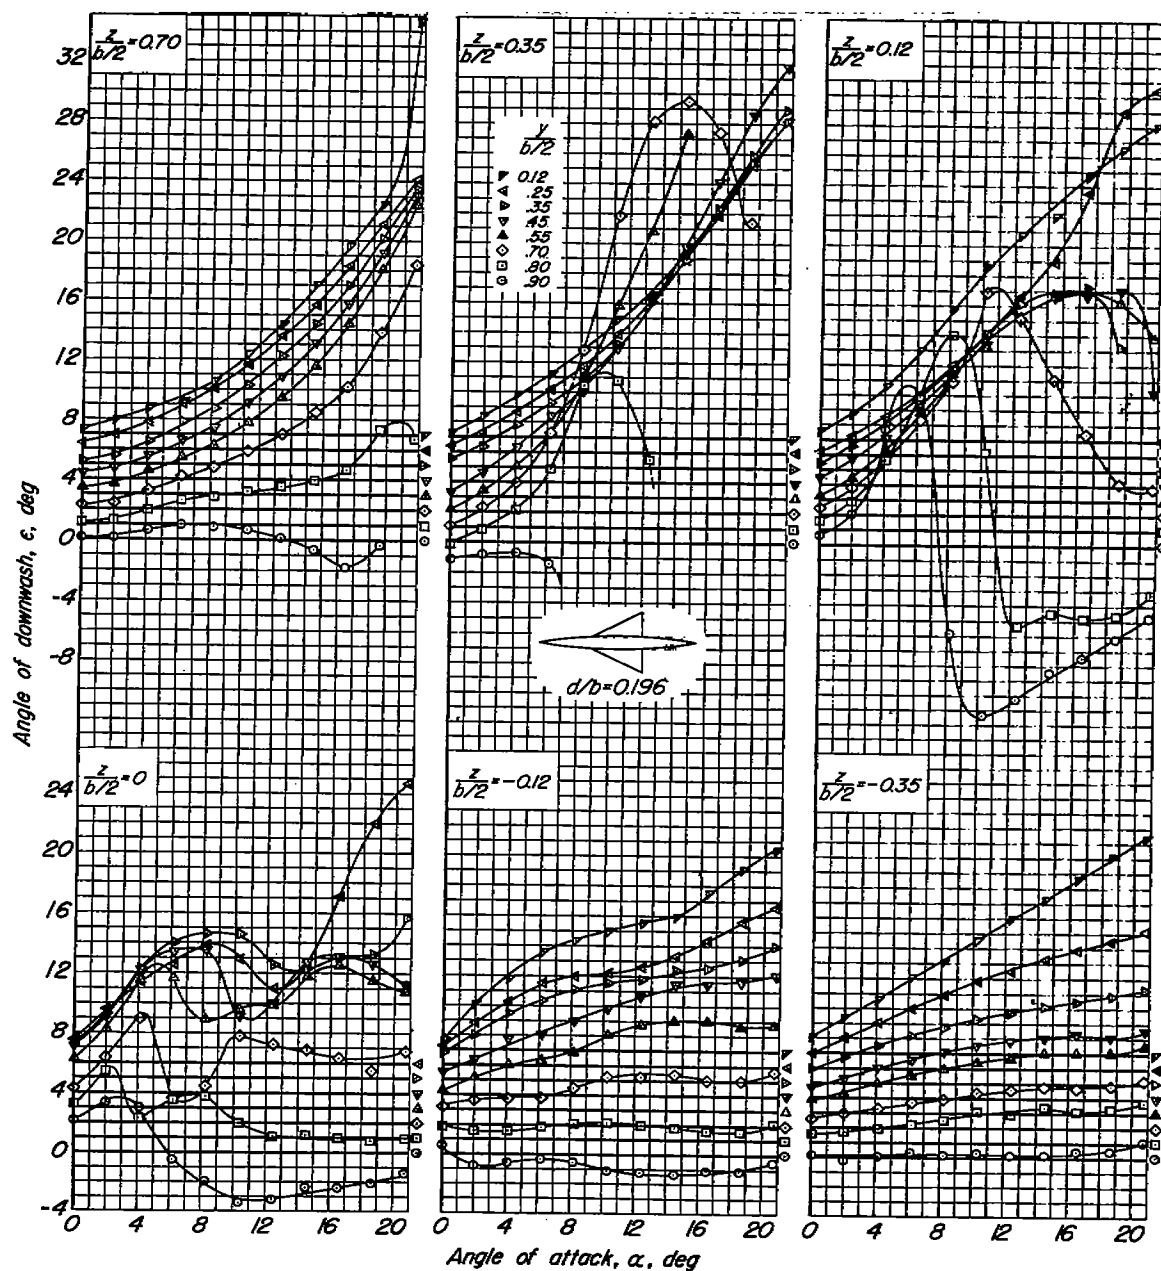 z/b/2=0.70
z/b/2=0.35
z/b/2=0.12
32
28
24
20
16
12
8
4
0
-4
-8
y/b/2
0.12
.25
.35
.45
.55
.70
.80
.90
d/b=0.196
Angle of downwash, ϵ, deg
z/b/2=0
z/b/2=-0.12
z/b/2=-0.35
24
20
16
12
8
4
0
-4
0 4 8 12 16 20
0 4 8 12 16 20
0 4 8 12 16 20
Angle of attack, α, deg